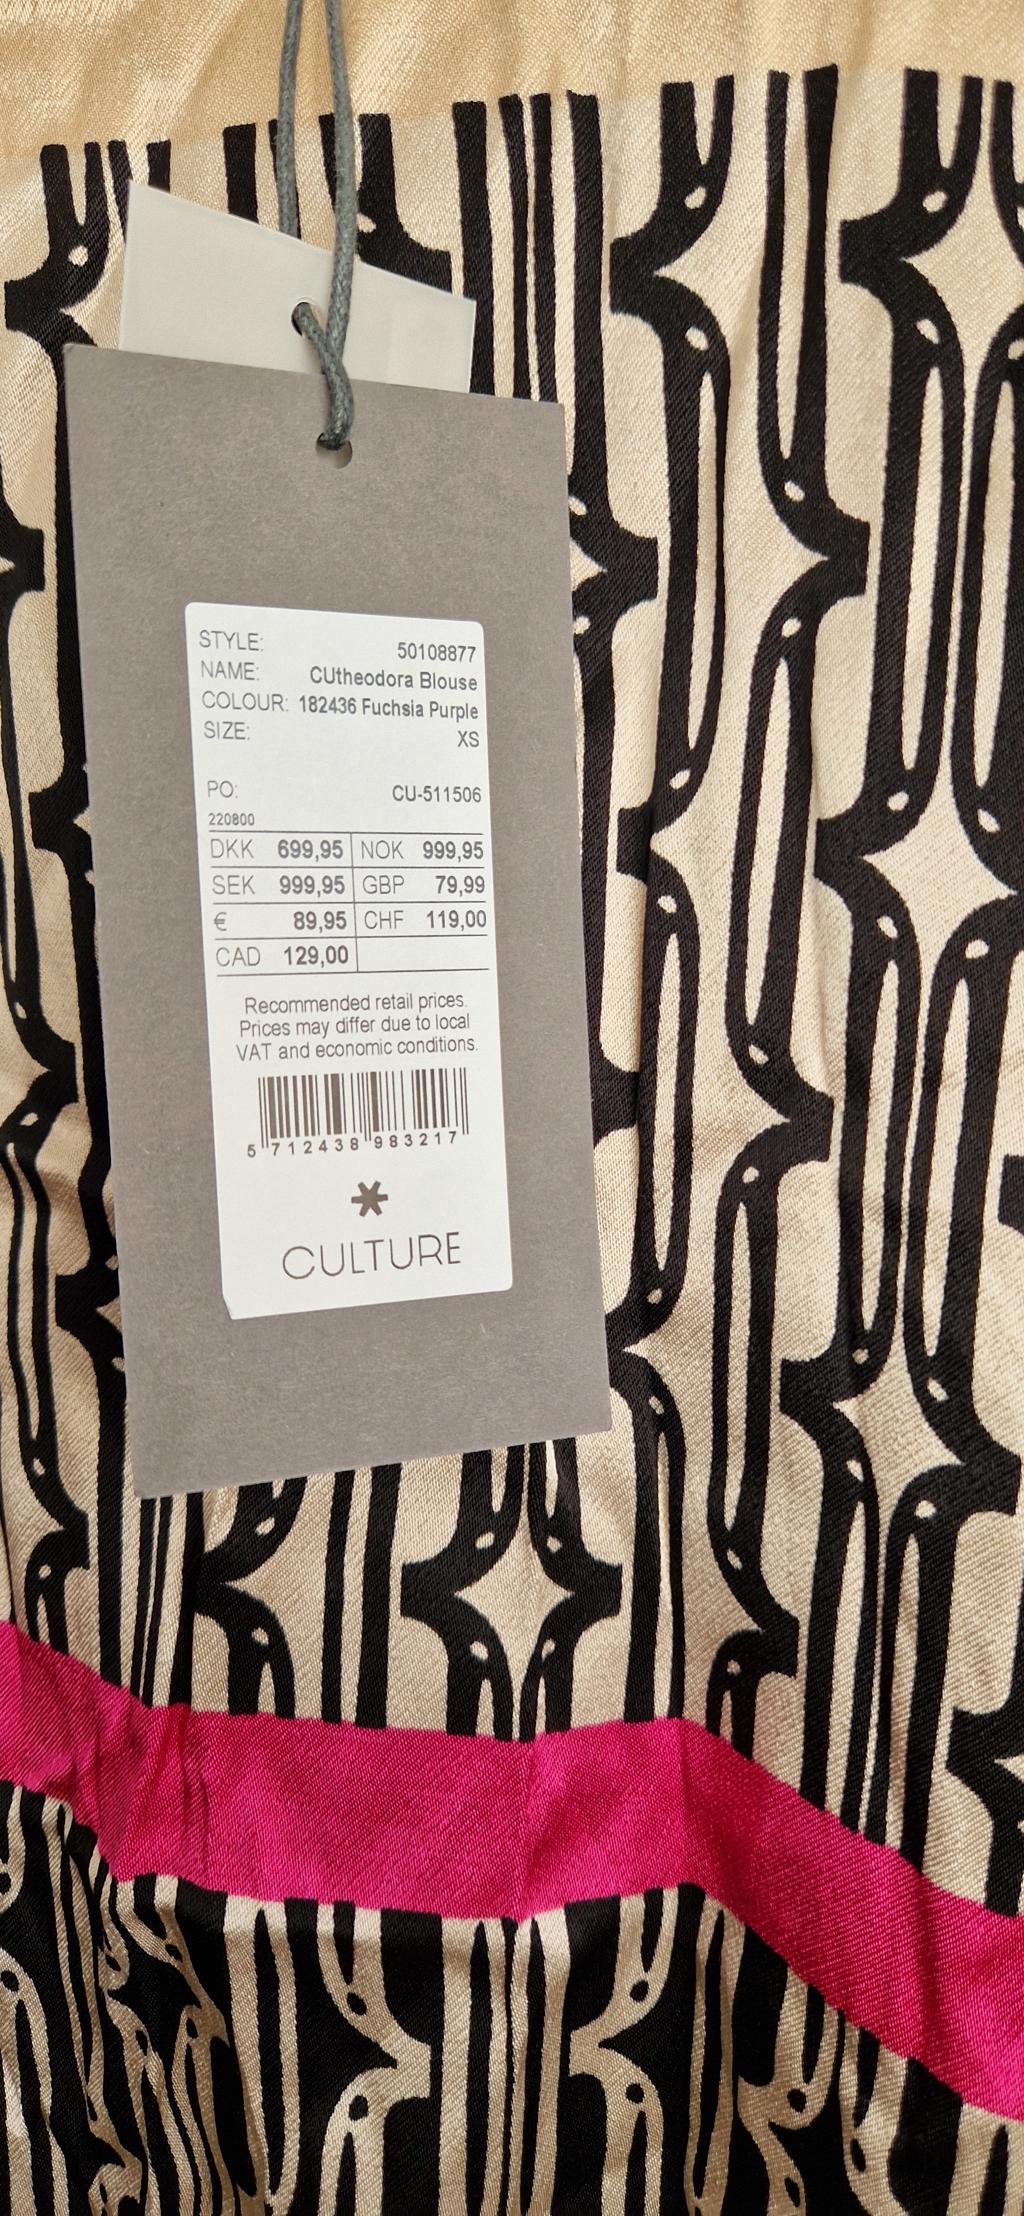 STYLE: 50108877
NAME: CUtheodora Blouse
COLOUR: 182436 Fuchsia Purple
SIZE: XS
PO: CU-511506
220800
DKK 699,95 NOK 999,95
SEK 999,95 GBP 79,99
€ 89,95 CHF 119,00
CAD 129,00
Recommended retail prices.
Prices may differ due to local
VAT and economic conditions.
5 712438 983217
CULTURE